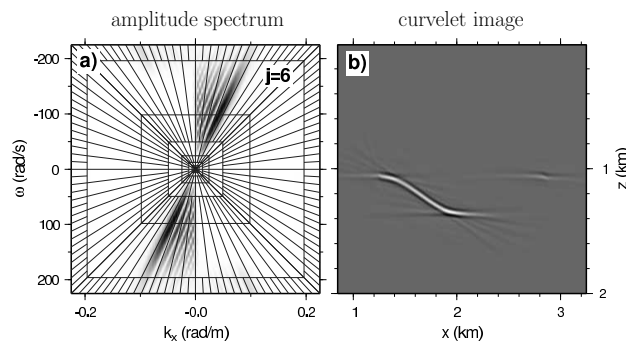 amplitude spectrum
curvelet image
a)
j=6
b)
-200
-100
0
100
200
ω (rad/s)
-0.2
-0.0
0.2
kₓ (rad/m)
1
2
z (km)
1
2
3
x (km)